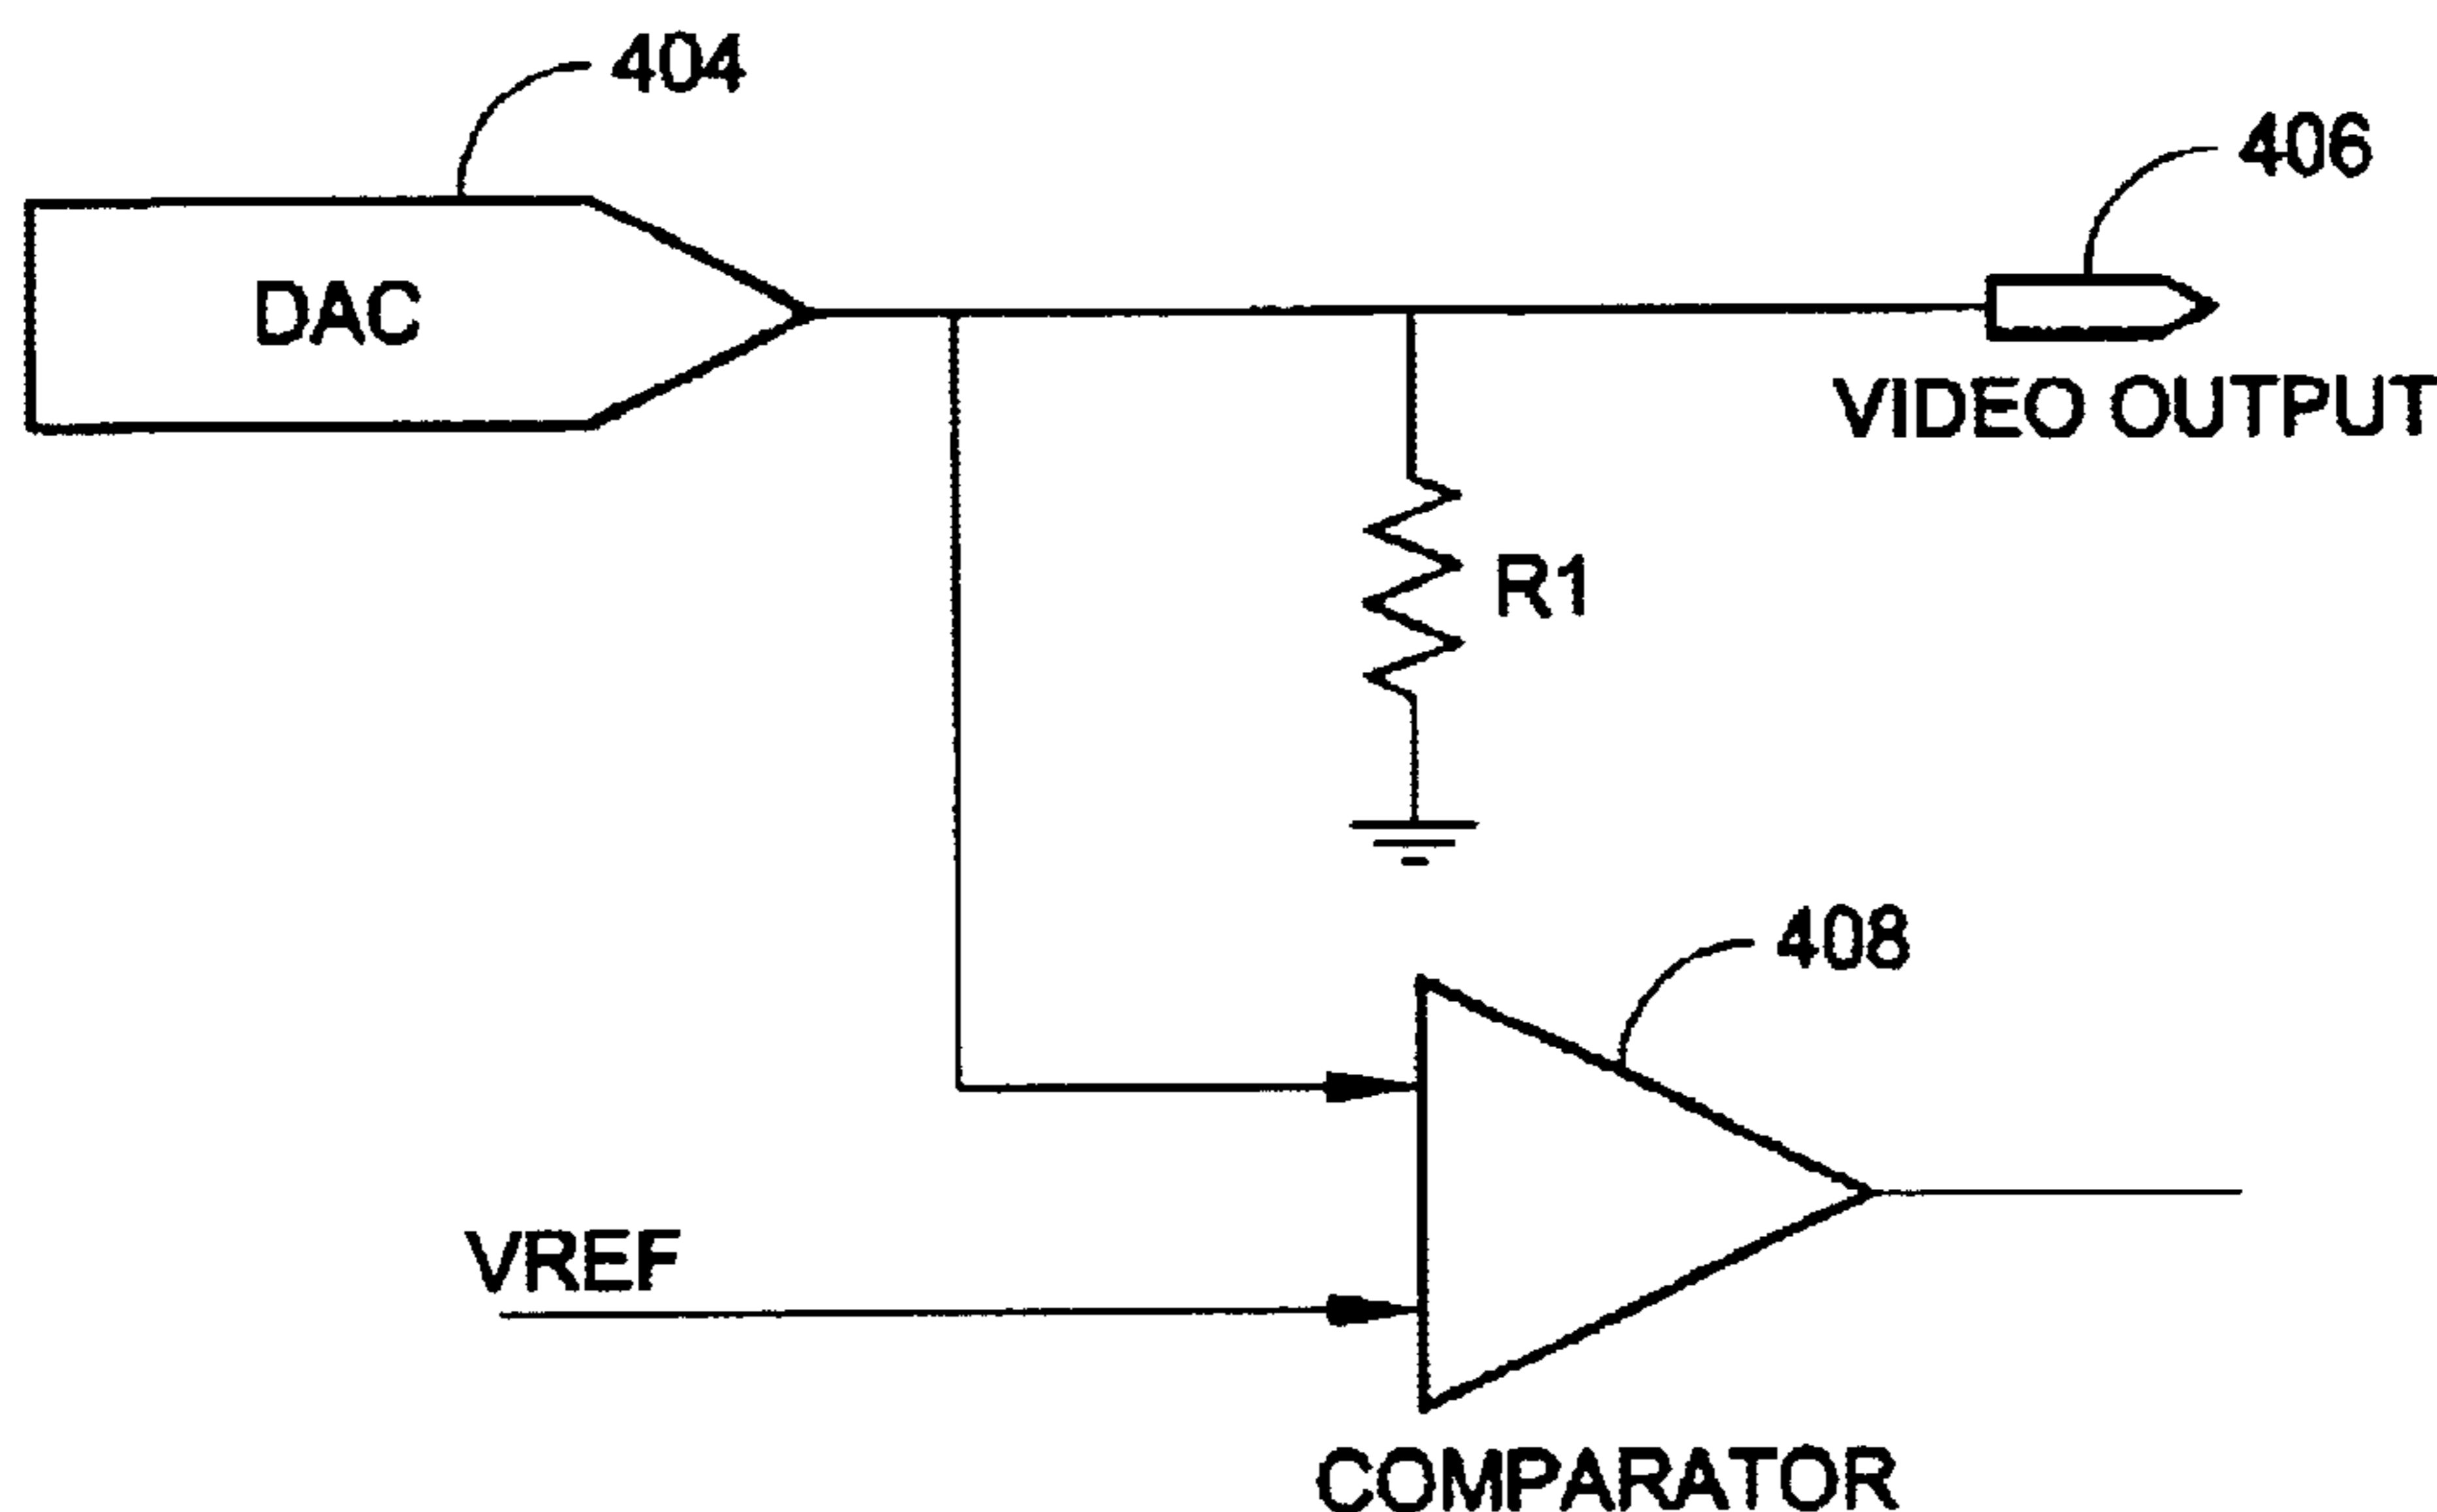 404
406
DAC
VIDEO OUTPUT
R1
408
VREF
COMPARATOR